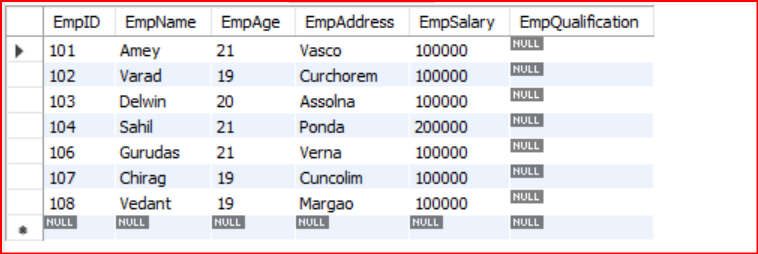 EmpID EmpName EmpAge EmpAddress EmpSalary EmpQualification
101 Amey 21 Vasco 100000 NULL
102 Varad 19 Curchorem 100000 NULL
103 Delwin 20 Assolna 100000 NULL
104 Sahil 21 Ponda 200000 NULL
106 Gurudas 21 Verna 100000 NULL
107 Chirag 19 Cuncolim 100000 NULL
108 Vedant 19 Margao 100000 NULL
NULL NULL NULL NULL NULL NULL